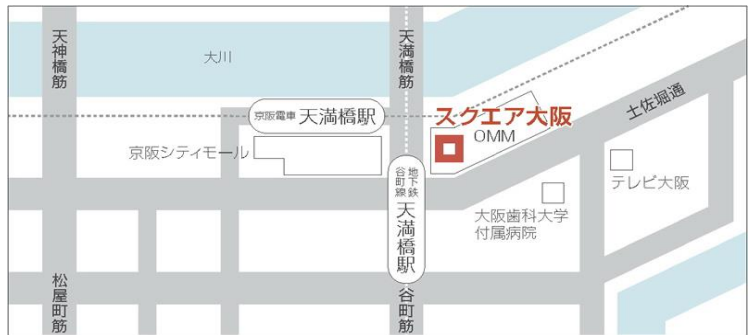 天神橋筋
大川
天満橋筋
京阪電車 天満橋駅
スクエア大阪
OMM
土佐堀通
京阪シティモール
地下鉄
谷町線
天満橋駅
テレビ大阪
大阪歯科大学
付属病院
松屋町筋
谷町筋